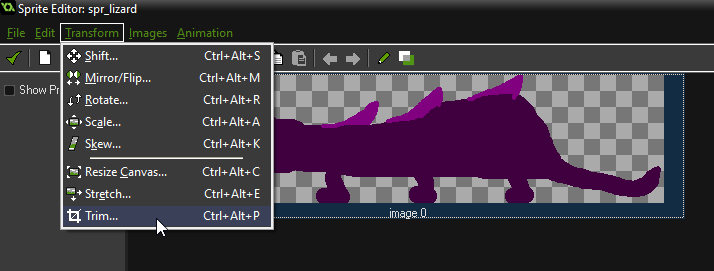 Sprite Editor: spr_lizard
File Edit Transform Images Animation
Shift... Ctrl+Alt+S
Mirror/Flip... Ctrl+Alt+M
Rotate... Ctrl+Alt+R
Scale... Ctrl+Alt+A
Skew... Ctrl+Alt+K
Resize Canvas... Ctrl+Alt+C
Stretch... Ctrl+Alt+E
Trim... Ctrl+Alt+P
Show
image 0